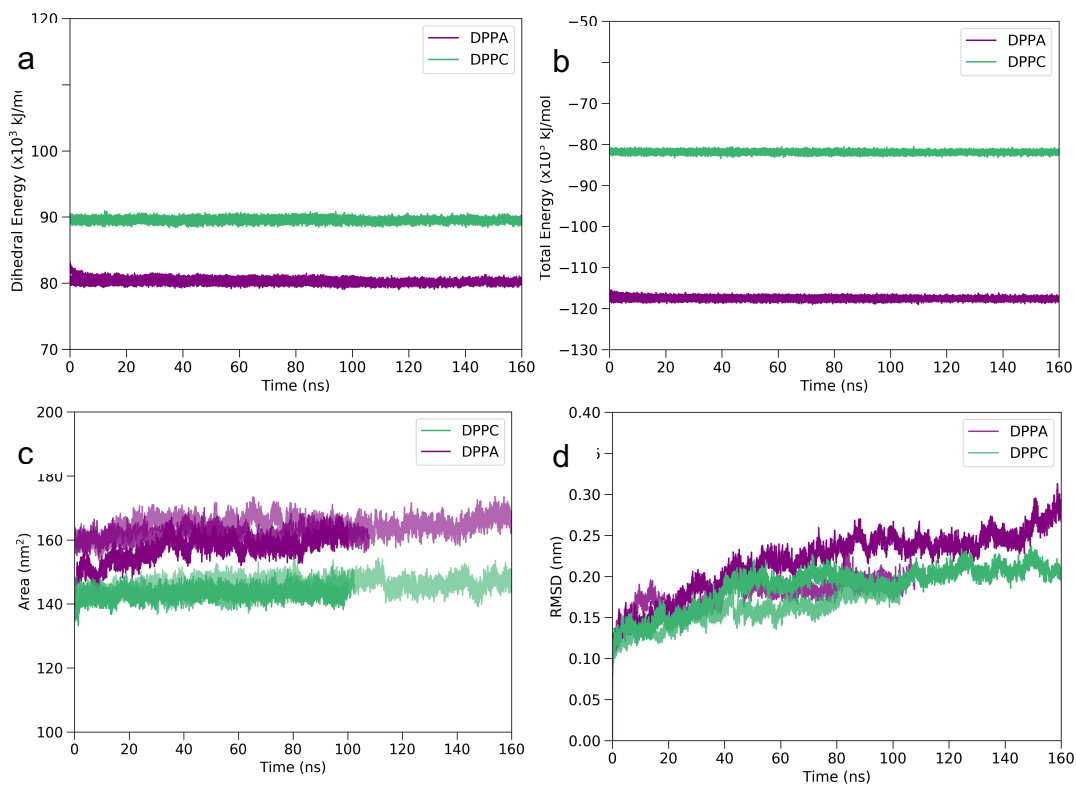 a
120
100
90
80
70
0 20 40 60 80 100 120 140 160
Time (ns)
Dihedral Energy (x10³ kJ/m
DPPA
DPPC
b
−50
−70
−80
−90
−100
−110
−120
−130
0 20 40 60 80 100 120 140 160
Time (ns)
Total Energy (x10³ kJ/mol
DPPA
DPPC
c
200
180
160
140
120
100
0 20 40 60 80 100 120 140 160
Time (ns)
Area (nm²)
DPPC
DPPA
d
0.40
0.30
0.25
0.20
0.15
0.10
0.05
0.00
0 20 40 60 80 100 120 140 160
Time (ns)
RMSD (nm)
DPPA
DPPC